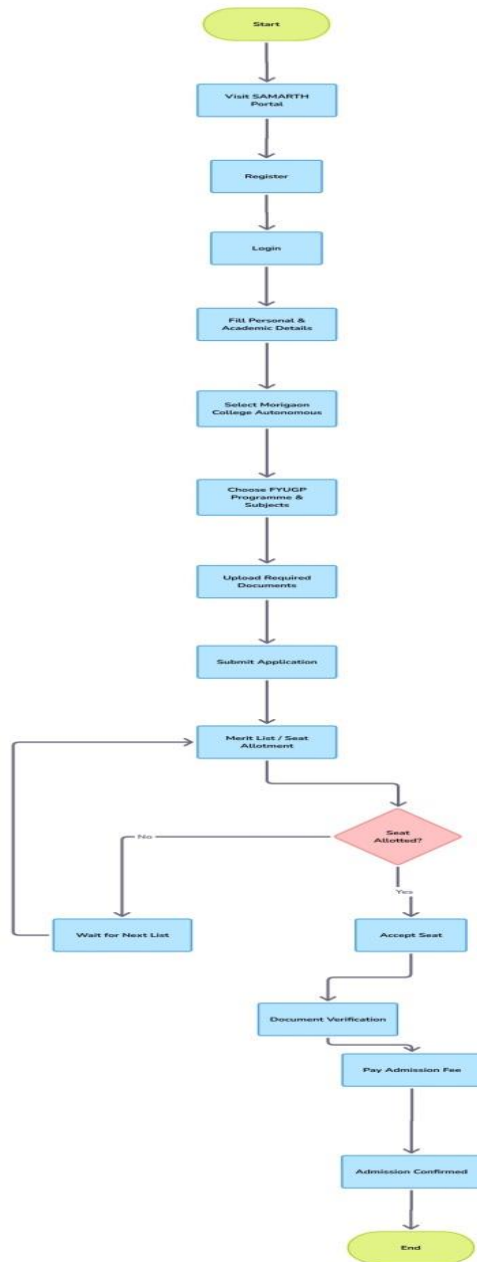 Start
Visit SAMARTH
Portal
Register
Login
Fill Personal &
Academic Details
Select Morigaon
College Autonomous
Choose FYUGP
Programme &
Subjects
Upload Required
Documents
Submit Application
Merit List / Seat
Allotment
Seat
Allotted?
No
Yes
Wait for Next List
Accept Seat
Document Verification
Pay Admission Fee
Admission Confirmed
End